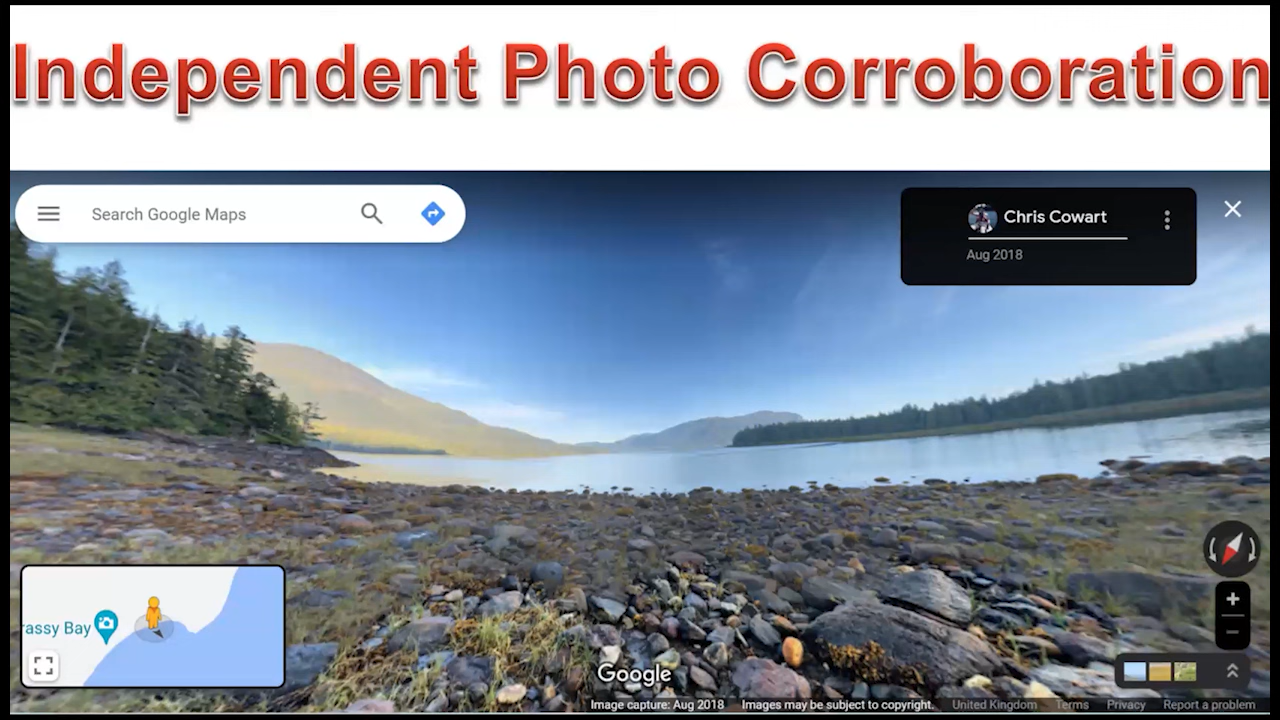 Independent Photo Corroboration
Search Google Maps
Chris Cowart
Aug 2018
rassy Bay
Google
Image capture: Aug 2018 Images may be subject to copyright. United Kingdom Terms Privacy Report a problem